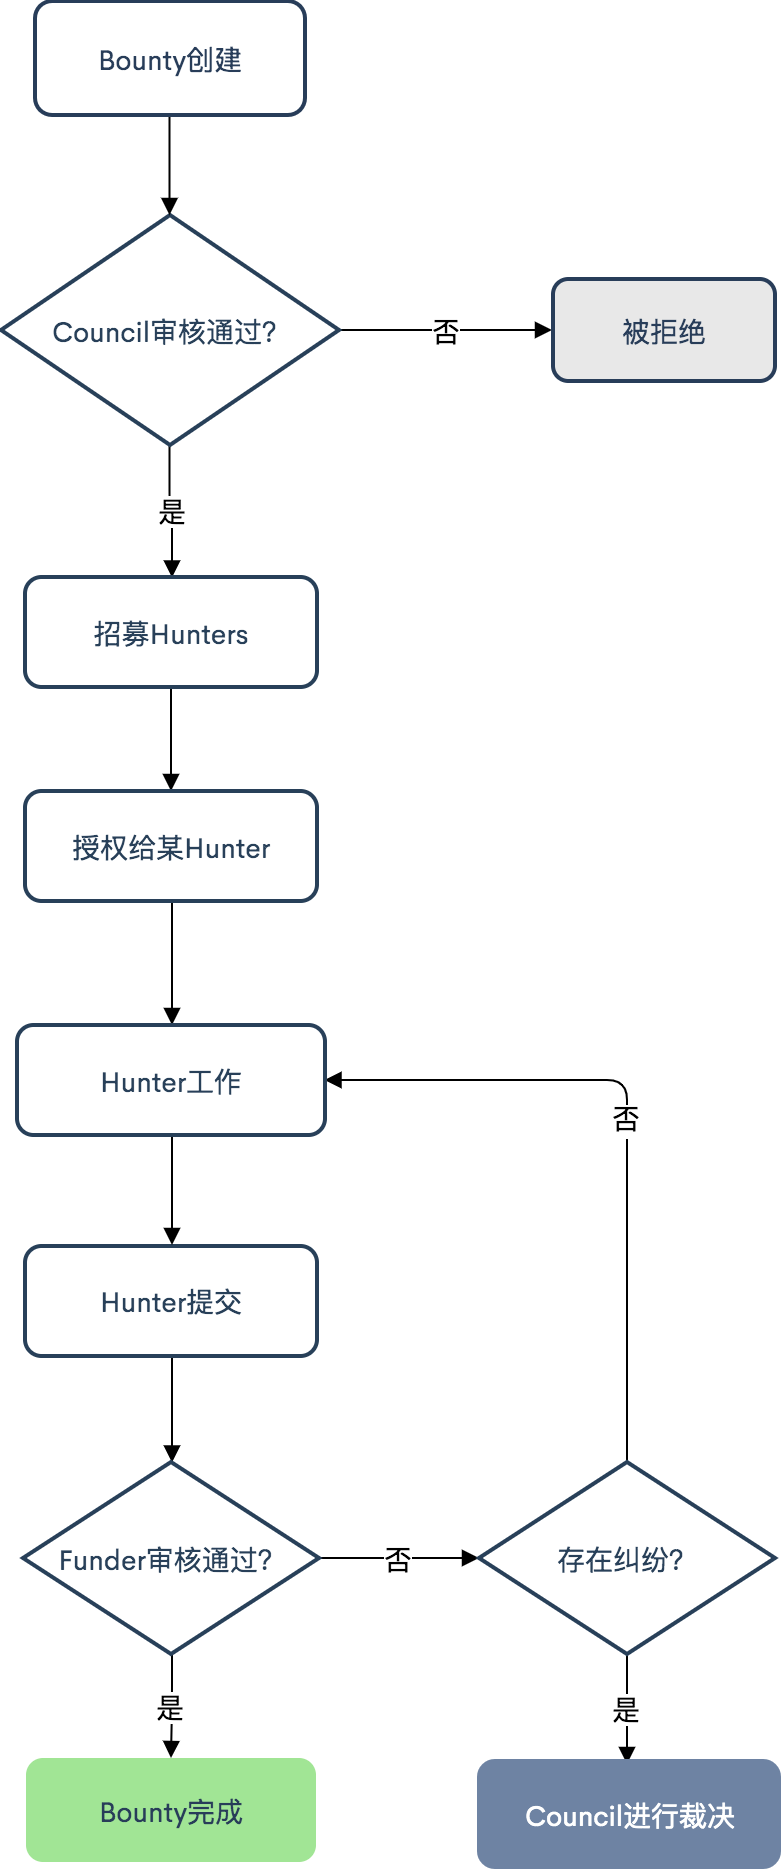 Bounty创建
Council审核通过?
否
被拒绝
是
招募Hunters
授权给某Hunter
Hunter工作
否
Hunter提交
Funder审核通过?
否
存在纠纷?
是
是
Bounty完成
Council进行裁决